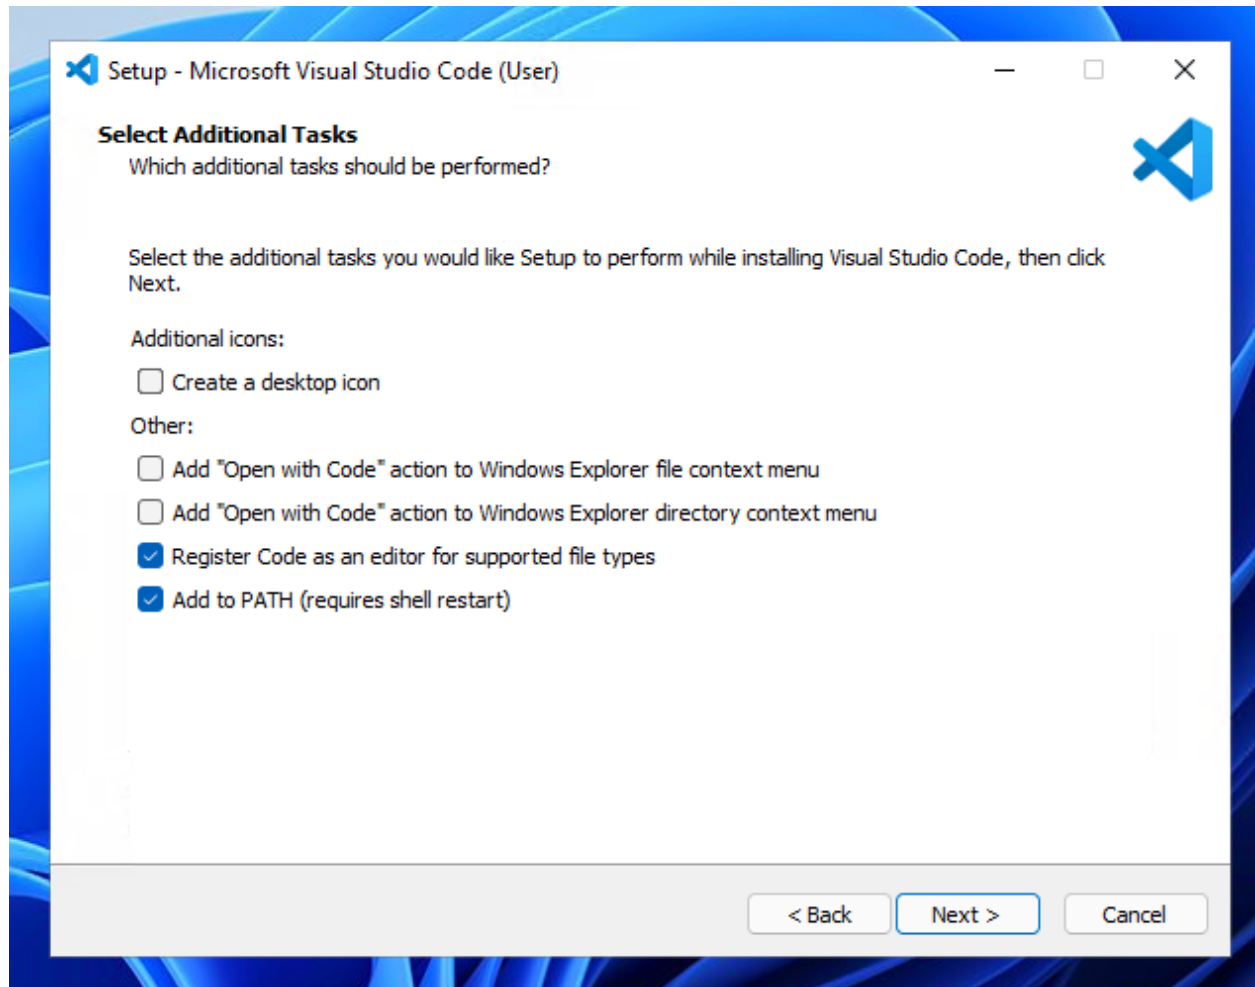 Setup - Microsoft Visual Studio Code (User)
Select Additional Tasks
Which additional tasks should be performed?
Select the additional tasks you would like Setup to perform while installing Visual Studio Code, then click
Next.
Additional icons:
Create a desktop icon
Other:
Add "Open with Code" action to Windows Explorer file context menu
Add "Open with Code" action to Windows Explorer directory context menu
Register Code as an editor for supported file types
Add to PATH (requires shell restart)
< Back Next > Cancel